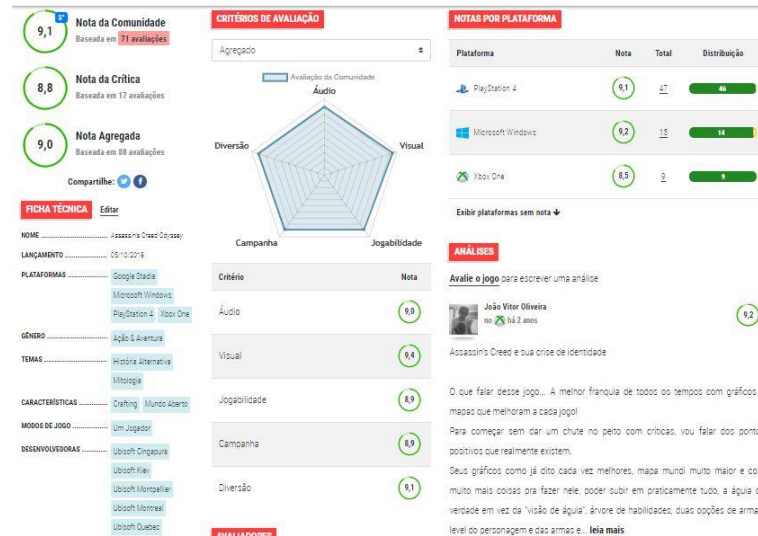 5°
9,1
Nota da Comunidade
Baseada em 71 avaliações
8,8
Nota da Crítica
Baseada em 17 avaliações
9,0
Nota Agregada
Baseada em 88 avaliações
Compartilhe:
FICHA TÉCNICA Editar
NOME Assassin's Creed Odyssey
LANÇAMENTO 05/10/2018
PLATAFORMAS Google Stadia
Microsoft Windows
PlayStation 4 Xbox One
GÊNERO Ação & Aventura
TEMAS História Alternativa
Mitologia
CARACTERÍSTICAS Crafting Mundo Aberto
MODOS DE JOGO Um Jogador
DESENVOLVEDORAS Ubisoft Cingapura
Ubisoft Kiev
Ubisoft Montpellier
Ubisoft Montreal
Ubisoft Quebec
CRITÉRIOS DE AVALIAÇÃO
Agregado
Avaliação da Comunidade
Áudio
Diversão Visual
Campanha Jogabilidade
Critério Nota
Áudio 9,0
Visual 9,4
Jogabilidade 8,9
Campanha 8,9
Diversão 9,1
AVALIADORES
NOTAS POR PLATAFORMA
Plataforma Nota Total Distribuição
PlayStation 4 9,1 47 46
Microsoft Windows 9,2 15 14
Xbox One 8,5 9 9
Exibir plataformas sem nota
ANÁLISES
Avalie o jogo para escrever uma análise
João Vitor Oliveira
no há 2 anos
9,2
Assassin's Creed e sua crise de identidade
O que falar desse jogo... A melhor franquia de todos os tempos com gráficos
mapas que melhoram a cada jogo!
Para começar sem dar um chute no peito com críticas, vou falar dos ponto
positivos que realmente existem.
Seus gráficos como já dito cada vez melhores, mapa mundi muito maior e co
muito mais coisas pra fazer nele, poder subir em praticamente tudo, a águia d
verdade em vez da "visão de águia", árvore de habilidades, duas opções de arma
level do personagem e das armas e... leia mais